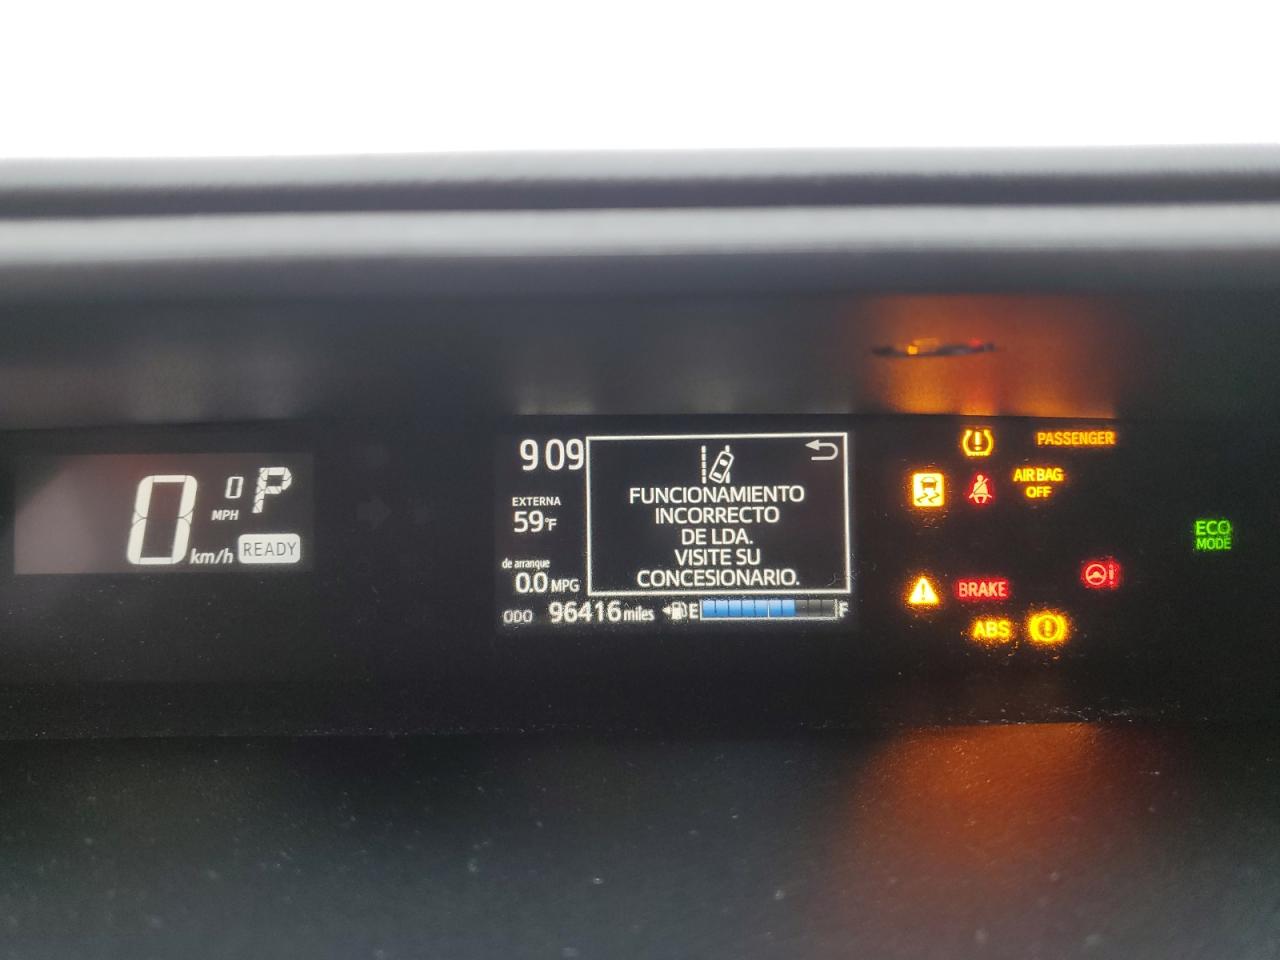 0
0
MPH
km/h
P
READY
9 09
EXTERNA
59°F
de arranque
0.0 MPG
ODO 96416 miles
FUNCIONAMIENTO
INCORRECTO
DE LDA.
VISITE SU
CONCESIONARIO.
E F
PASSENGER
AIR BAG
OFF
BRAKE
ABS
ECO
MODE